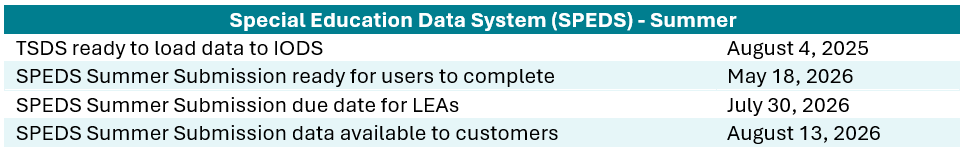 Special Education Data System (SPEDS) - Summer
TSDS ready to load data to IODS August 4, 2025
SPEDS Summer Submission ready for users to complete May 18, 2026
SPEDS Summer Submission due date for LEAs July 30, 2026
SPEDS Summer Submission data available to customers August 13, 2026